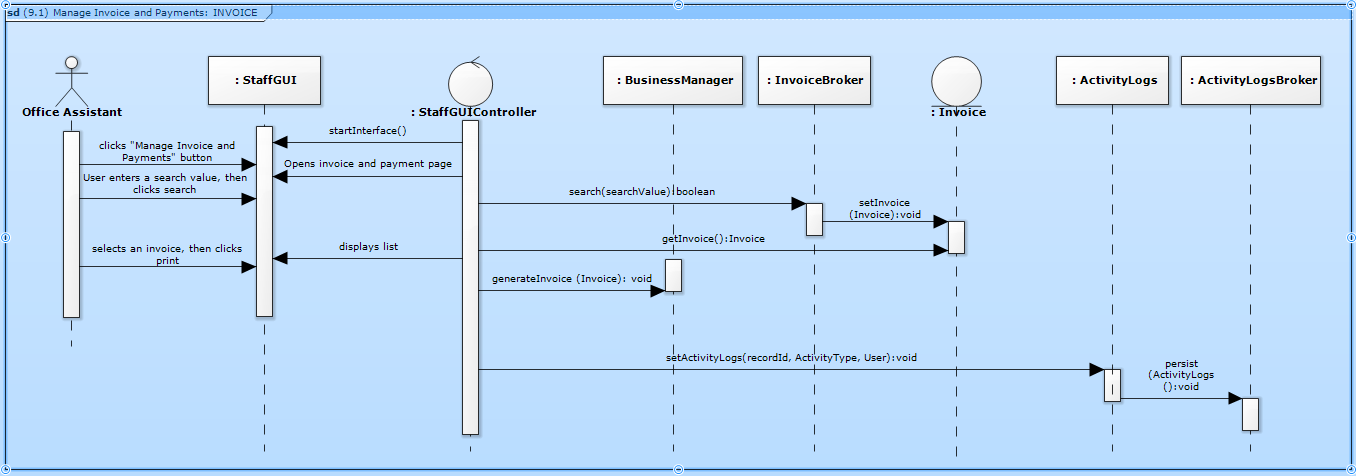 sd (9.1) Manage Invoice and Payments: INVOICE
Office Assistant
: StaffGUI
: StaffGUIController
: BusinessManager
: InvoiceBroker
: Invoice
: ActivityLogs
: ActivityLogsBroker
startInterface()
clicks "Manage Invoice and
Payments" button
Opens invoice and payment page
User enters a search value, then
clicks search
search(searchValue):boolean
setInvoice
(Invoice):void
getInvoice():Invoice
displays list
selects an invoice, then clicks
print
generateInvoice (Invoice): void
setActivityLogs(recordId, ActivityType, User):void
persist
(ActivityLogs
():void